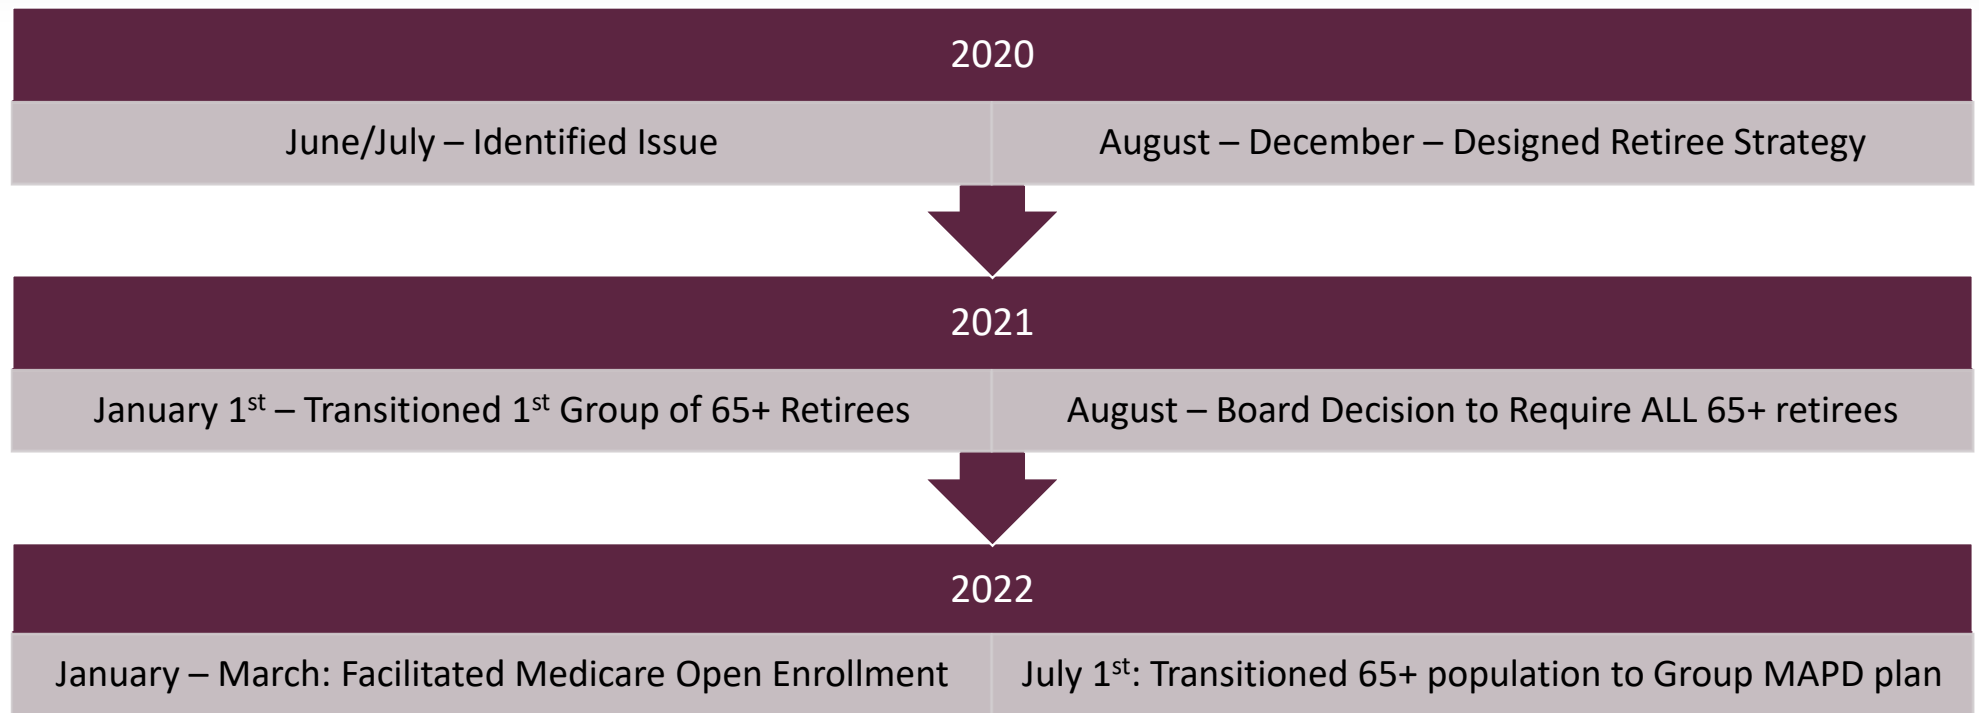 2020
June/July – Identified Issue
August – December – Designed Retiree Strategy
2021
January 1st – Transitioned 1st Group of 65+ Retirees
August – Board Decision to Require ALL 65+ retirees
2022
January – March: Facilitated Medicare Open Enrollment
July 1st: Transitioned 65+ population to Group MAPD plan